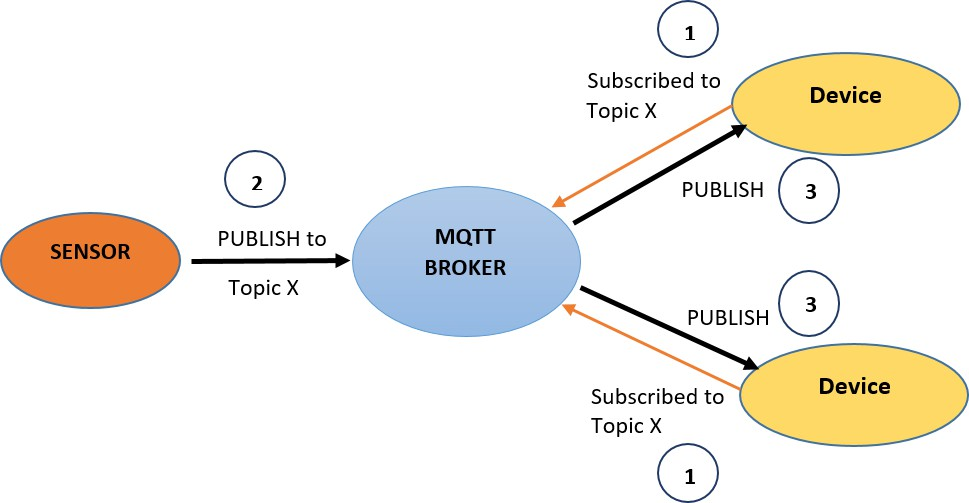 1
Subscribed to
Topic X
Device
2
PUBLISH
3
PUBLISH to
MQTT
SENSOR
BROKER
Topic X
3
PUBLISH
Device
Subscribed to
Topic X
1